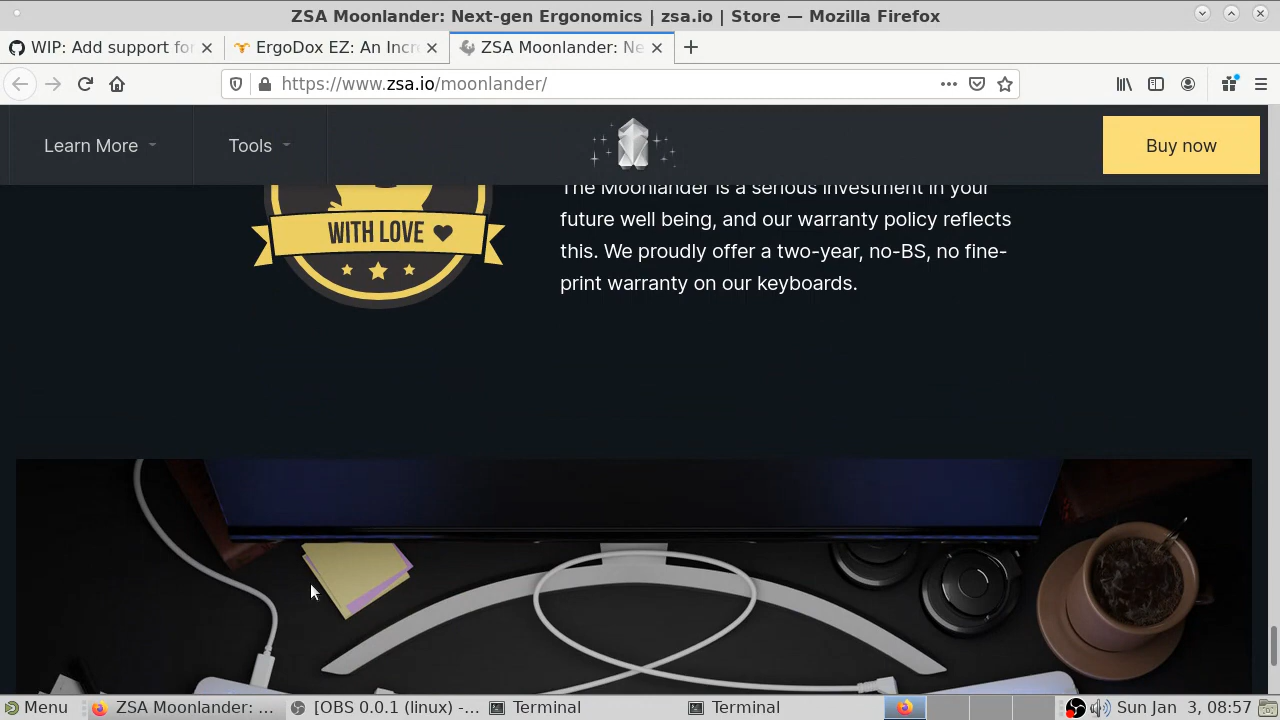 ZSA Moonlander: Next-gen Ergonomics | zsa.io | Store — Mozilla Firefox
WIP: Add support for
ErgoDox EZ: An Incr
ZSA Moonlander: Ne
https://www.zsa.io/moonlander/
Learn More
Tools
Buy now
WITH LOVE
The Moonlander is a serious investment in your
future well being, and our warranty policy reflects
this. We proudly offer a two-year, no-BS, no fine-
print warranty on our keyboards.
Menu
ZSA Moonlander: ...
[OBS 0.0.1 (linux) -...
Terminal
Terminal
Sun Jan 3, 08:57